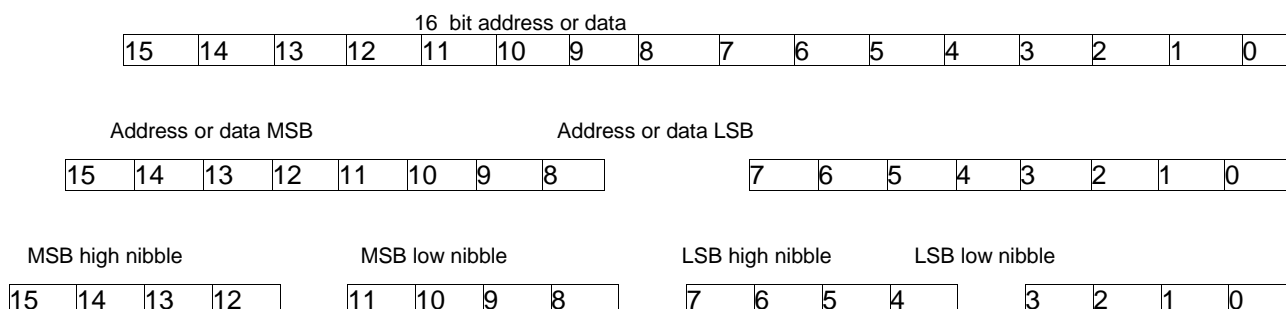 16 bit address or data
15 14 13 12 11 10 9 8 7 6 5 4 3 2 1 0
Address or data MSB Address or data LSB
15 14 13 12 11 10 9 8 7 6 5 4 3 2 1 0
MSB high nibble MSB low nibble LSB high nibble LSB low nibble
15 14 13 12 11 10 9 8 7 6 5 4 3 2 1 0